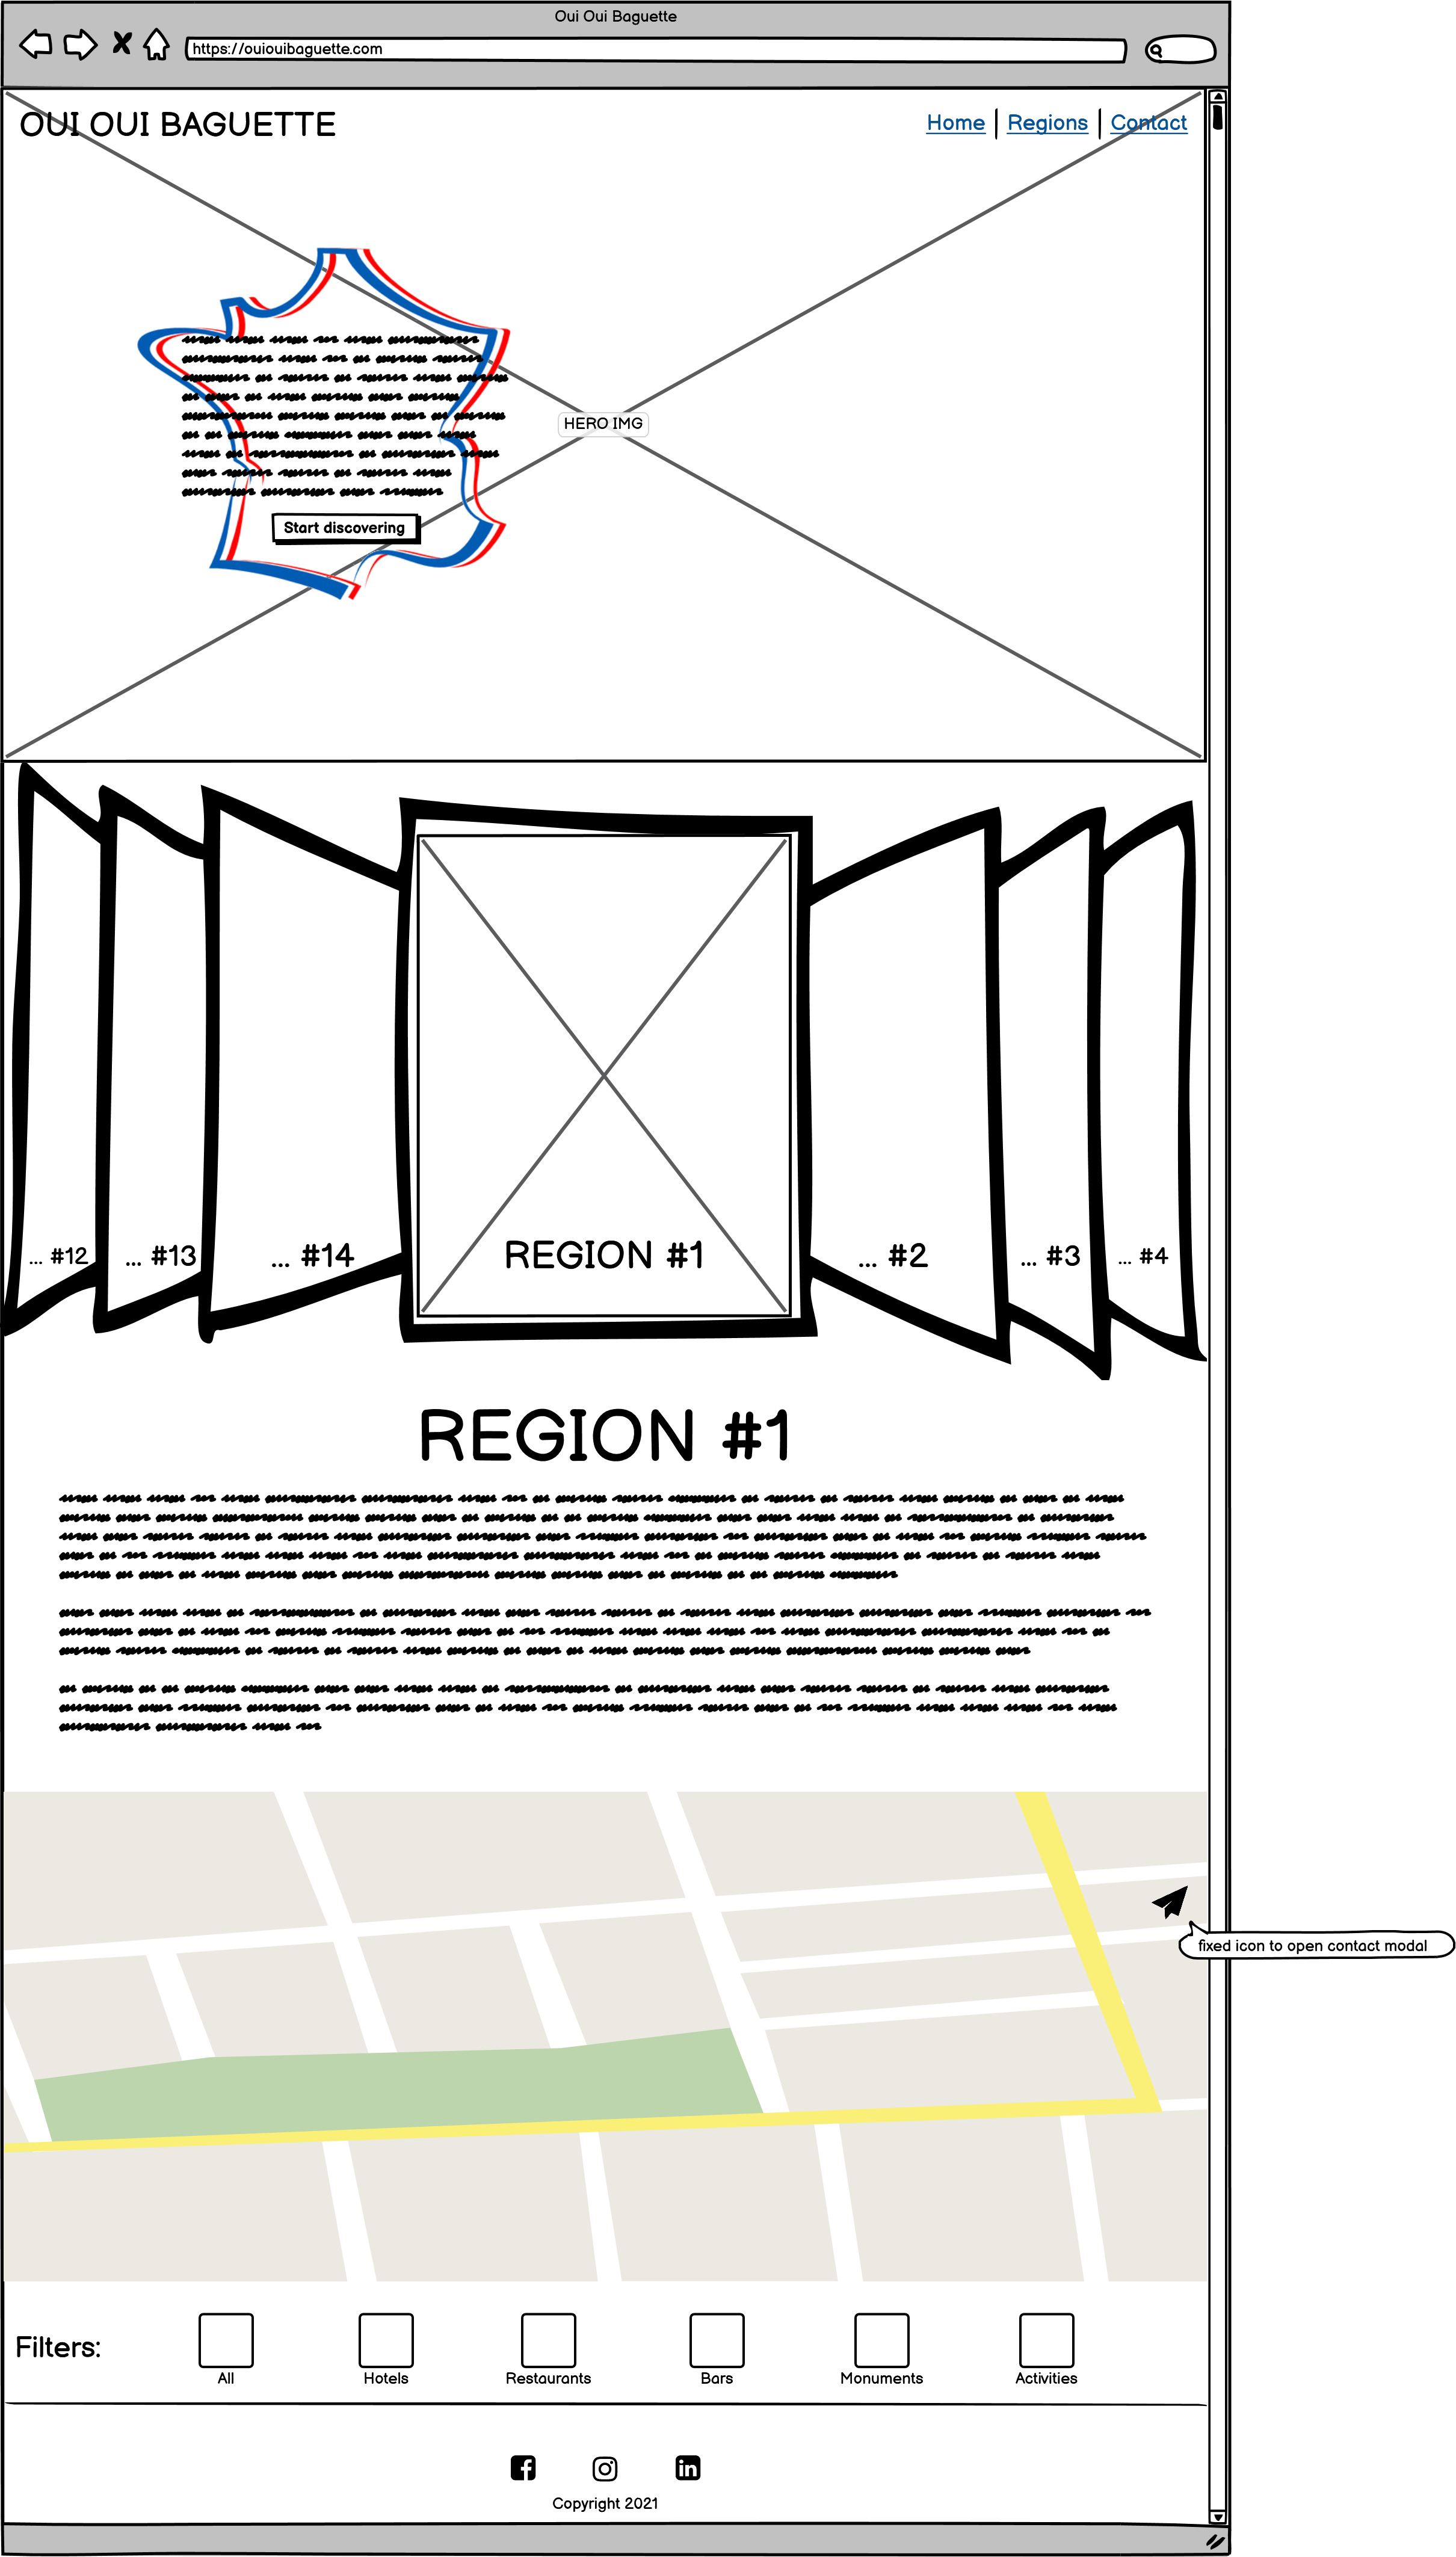 Oui Oui Baguette
https://ouiouibaguette.com
OUI OUI BAGUETTE
Home | Regions | Contact
HERO IMG
Start discovering
... #12
... #13
... #14
REGION #1
... #2
... #3
... #4
REGION #1
fixed icon to open contact modal
Filters:
All
Hotels
Restaurants
Bars
Monuments
Activities
Copyright 2021